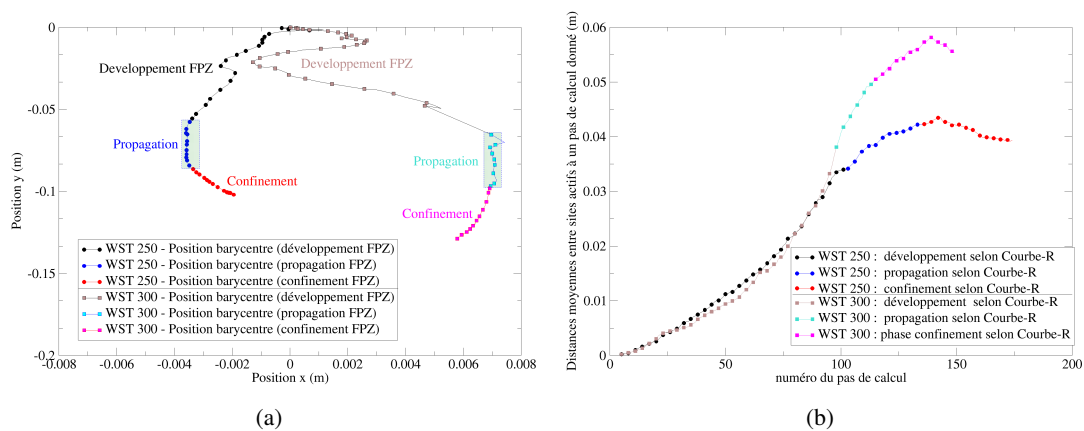 0
-0.05
-0.1
-0.15
-0.2
Position y (m)
-0.008
-0.006
-0.004
-0.002
0
0.002
0.004
0.006
0.008
Position x (m)
Developpement FPZ
Developpement FPZ
Propagation
Propagation
Confinement
Confinement
WST 250 - Position barycentre (développement FPZ)
WST 250 - Position barycentre (propagation FPZ)
WST 250 - Position barycentre (confinement FPZ)
WST 300 - Position barycentre (développement FPZ)
WST 300 - Position barycentre (propagation FPZ)
WST 300 - Position barycentre (confinement FPZ)
(a)
0.06
0.05
0.04
0.03
0.02
0.01
0
Distances moyennes entre sites actifs à un pas de calcul donné (m)
0
50
100
150
200
numéro du pas de calcul
WST 250 : développement selon Courbe-R
WST 250 : propagation selon Courbe-R
WST 250 : confinement selon Courbe-R
WST 300 : développement selon Courbe-R
WST 300 : propagation selon Courbe-R
WST 300 : phase confinement selon Courbe-R
(b)